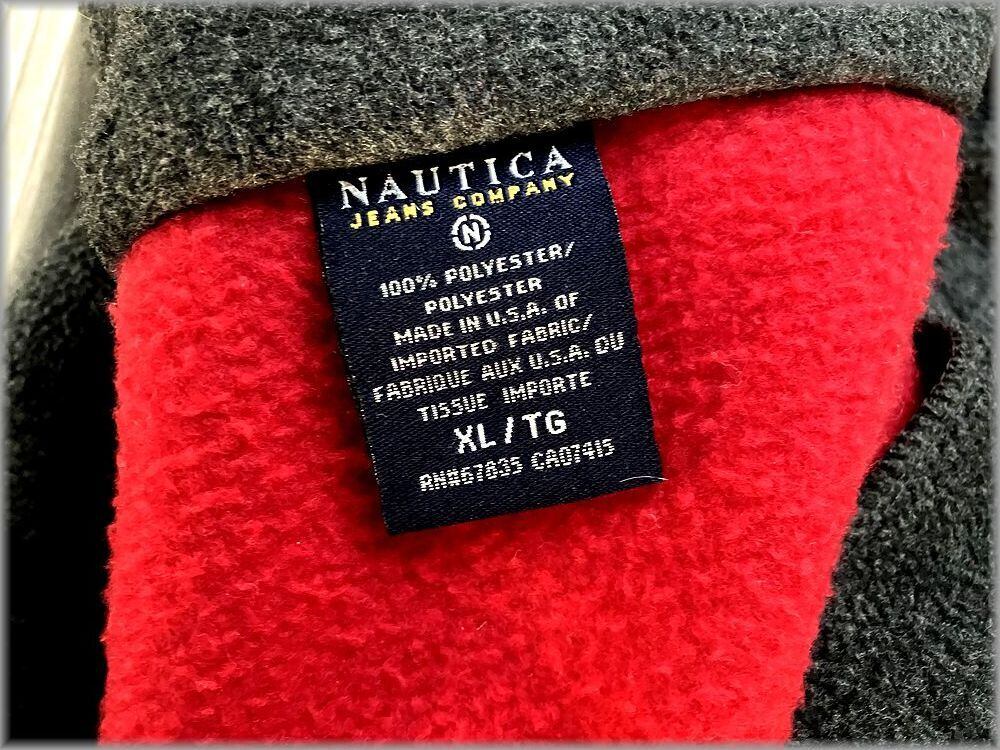 NAUTICA
JEANS COMPANY
N
100% POLYESTER/
POLYESTER
MADE IN U.S.A. OF
IMPORTED FABRIC/
FABRIQUE AUX U.S.A. OU
TISSUE IMPORTE
XL / TG
RN#67835 CA07415